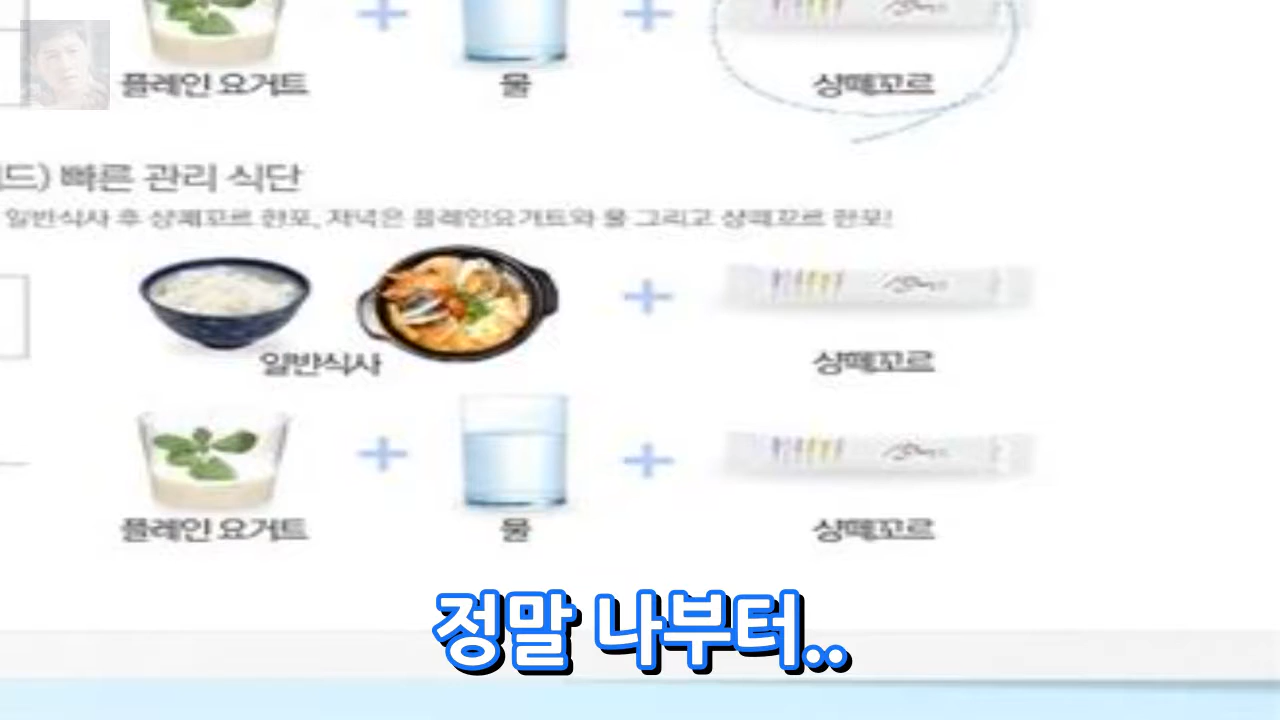 플레인 요거트 물 상떼꼬르
드) 빠른 관리 식단
일반식사 후 상떼꼬르 한포, 저녁은 플레인요거트와 물 그리고 상떼꼬르 한포!
일반식사 상떼꼬르
플레인 요거트 물 상떼꼬르
정말 나부터..